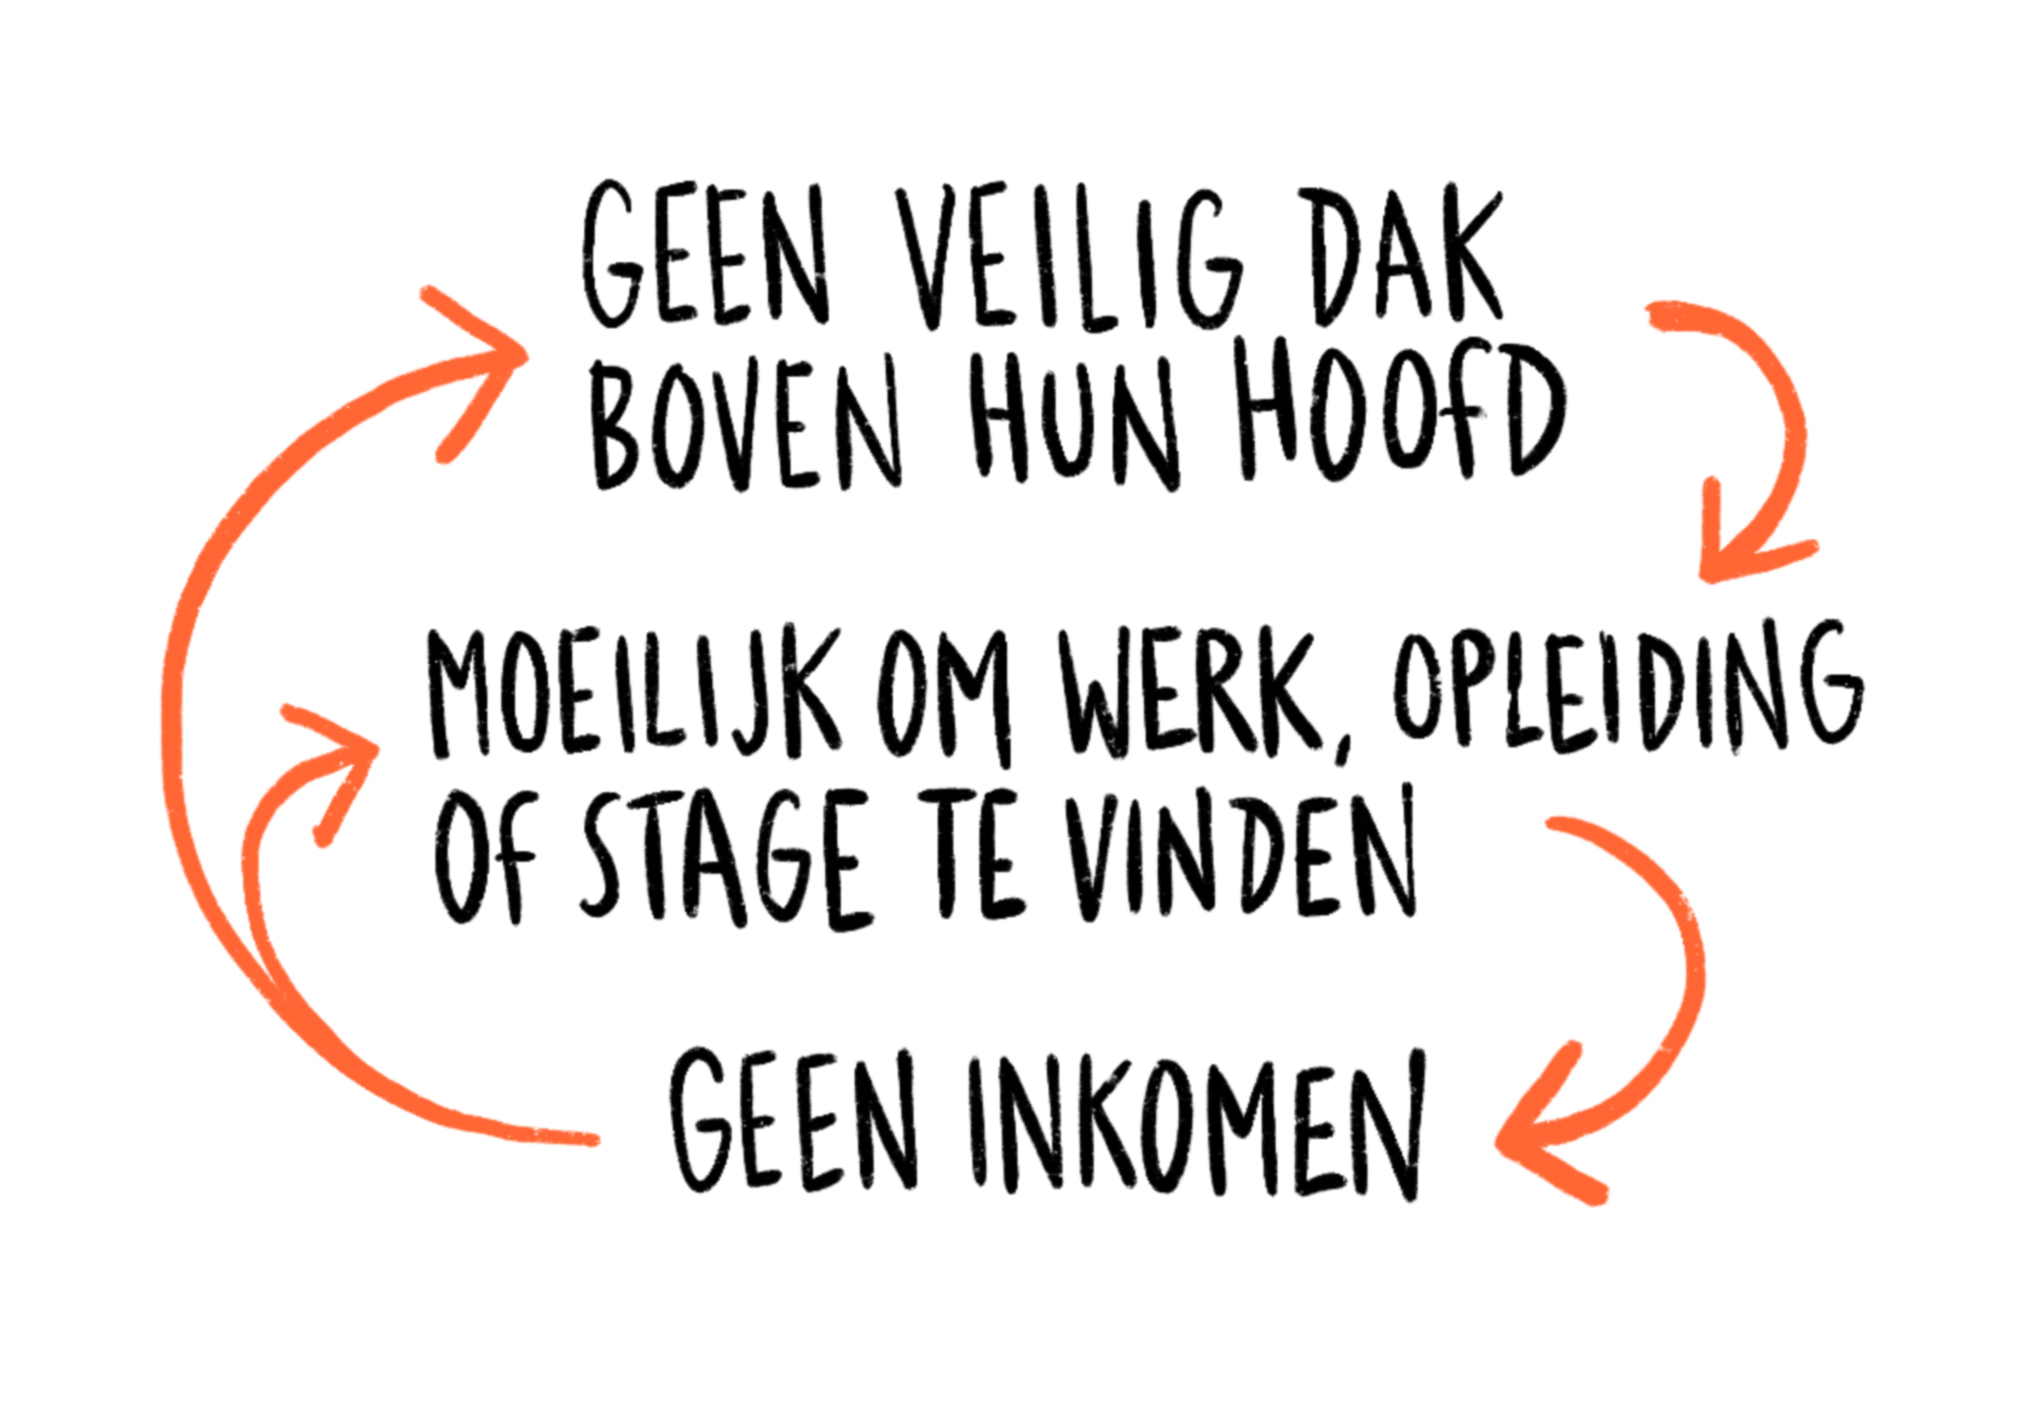 GEEN VEILIG DAK
BOVEN HUN HOOFD
MOEILIJK OM WERK, OPLEIDING
OF STAGE TE VINDEN
GEEN INKOMEN